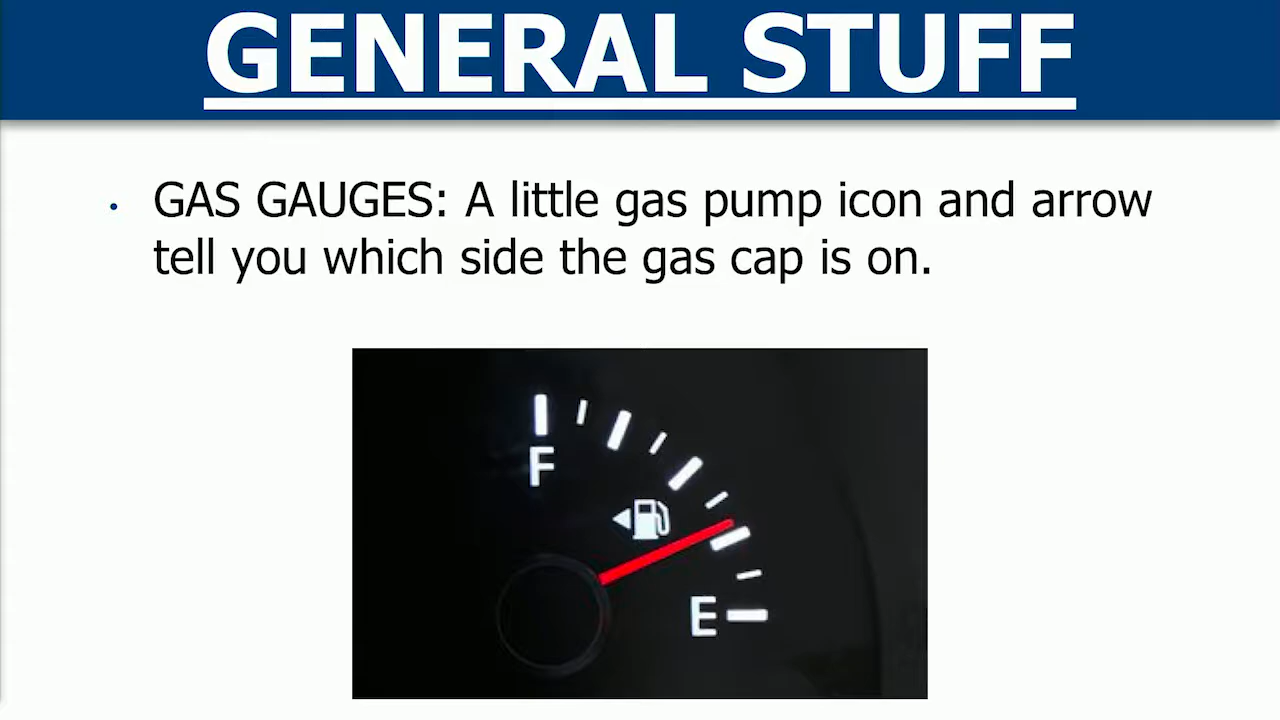 GENERAL STUFF
• GAS GAUGES: A little gas pump icon and arrow
tell you which side the gas cap is on.
F
E